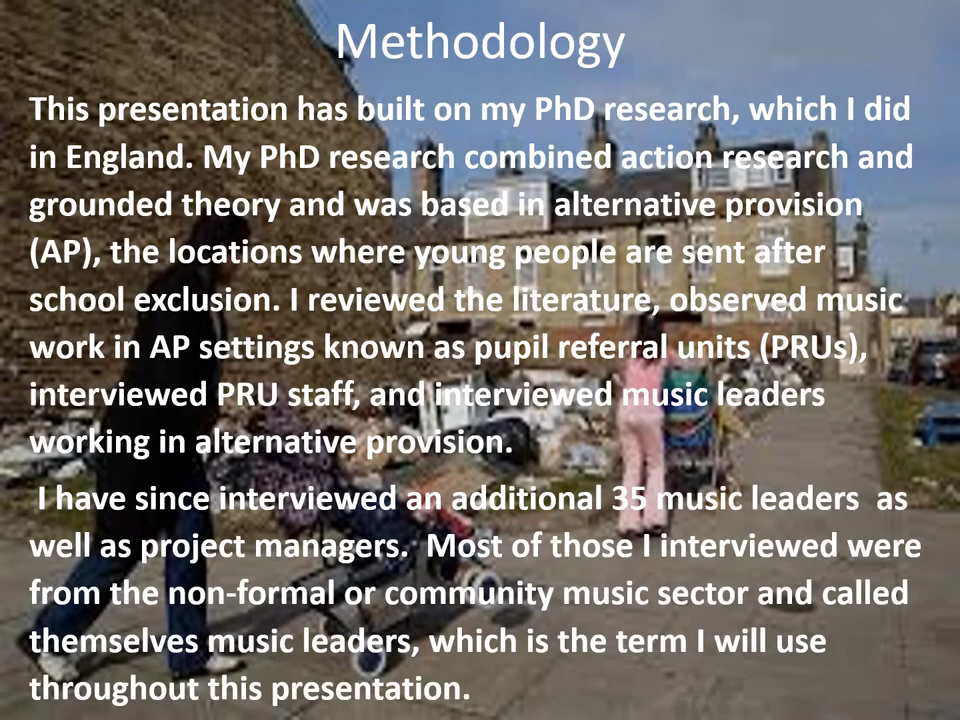 Methodology
This presentation has built on my PhD research, which I did
in England. My PhD research combined action research and
grounded theory and was based in alternative provision
(AP), the locations where young people are sent after
school exclusion. I reviewed the literature, observed music
work in AP settings known as pupil referral units (PRUs),
interviewed PRU staff, and interviewed music leaders
working in alternative provision.
I have since interviewed an additional 35 music leaders  as
well as project managers.  Most of those I interviewed were
from the non-formal or community music sector and called
themselves music leaders, which is the term I will use
throughout this presentation.